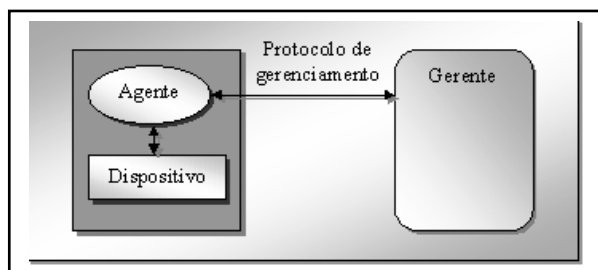 Protocolo de
gerenciamento
Agente
Gerente
Dispositivo